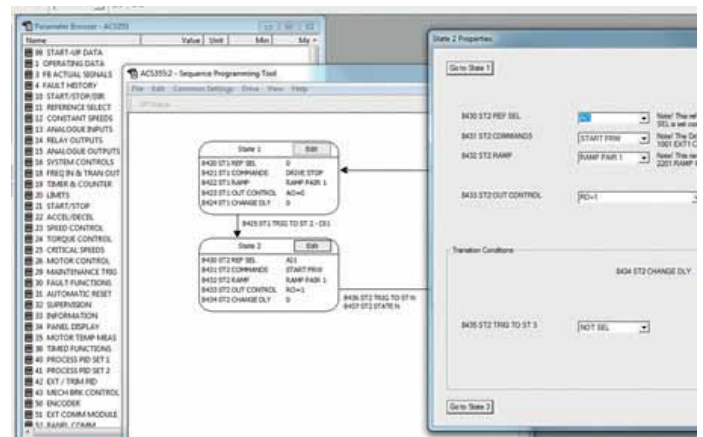 Parameter Browser - ACS355
Name Value Unit Min
99 START-UP DATA
1 OPERATING DATA
3 FB ACTUAL SIGNALS
4 FAULT HISTORY
10 START/STOP/DIR
11 REFERENCE SELECT
12 CONSTANT SPEEDS
13 ANALOGUE INPUTS
14 RELAY OUTPUTS
15 ANALOGUE OUTPUTS
16 SYSTEM CONTROLS
18 FREQ IN & TRAN OUT
19 TIMER & COUNTER
20 LIMITS
21 START/STOP
22 ACCEL/DECEL
23 SPEED CONTROL
24 TORQUE CONTROL
25 CRITICAL SPEEDS
26 MOTOR CONTROL
29 MAINTENANCE TRIG
30 FAULT FUNCTIONS
31 AUTOMATIC RESET
32 SUPERVISION
33 INFORMATION
34 PANEL DISPLAY
35 MOTOR TEMP MEAS
36 TIMED FUNCTIONS
40 PROCESS PID SET 1
41 PROCESS PID SET 2
42 EXT / TRIM PID
43 MECH BRK CONTROL
50 ENCODER
51 EXT COMM MODULE
52 PANEL COMM
ACS355:2 - Sequence Programming Tool
File Edit Common Settings Drive View Help
State 1 Edit
8420 ST1 REF SEL 0
8421 ST1 COMMANDS DRIVE STOP
8422 ST1 RAMP RAMP PAIR 1
8423 ST1 OUT CONTROL AO=0
8424 ST1 CHANGE DLY 0
8425 ST1 TRIG TO ST 2 - DI1
State 2 Edit
8430 ST2 REF SEL AI1
8431 ST2 COMMANDS START FRW
8432 ST2 RAMP RAMP PAIR 1
8433 ST2 OUT CONTROL RO=1
8434 ST2 CHANGE DLY 0
8436 ST2 TRIG TO ST N
8437 ST2 STATE N
State 2 Properties
Go to State 1
8430 ST2 REF SEL AI1 Note! This
8431 ST2 COMMANDS START FRW Note! The
1001 EXT1
8432 ST2 RAMP RAMP PAIR 1 Note! This
2201 RAMP
8433 ST2 OUT CONTROL RO=1
Transition Conditions
8434 ST2 CHANGE DLY
8435 ST2 TRIG TO ST 3 NOT SEL
Go to State 3